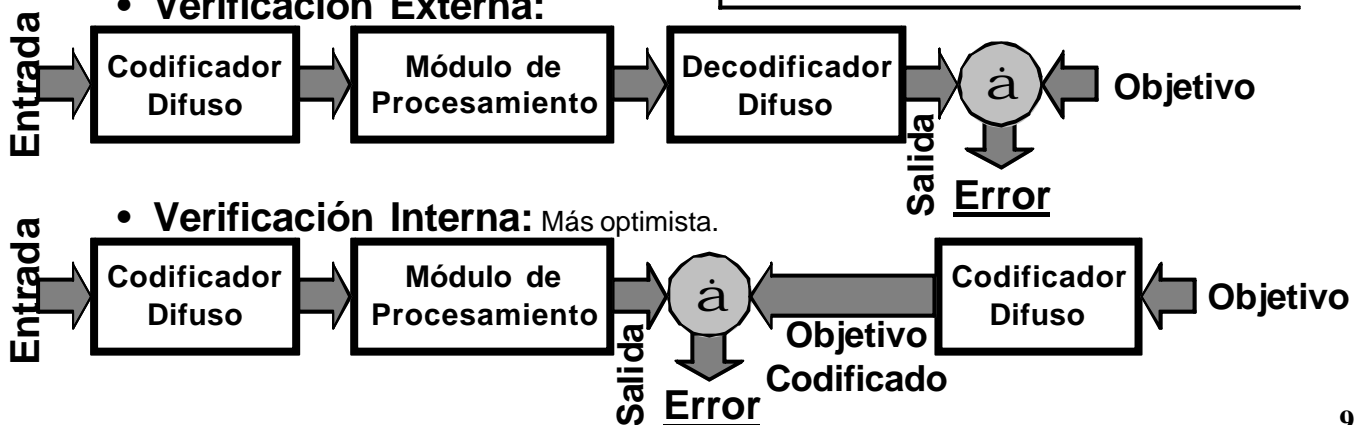 • Verificación Externa:
Entrada
Codificador
Difuso
Módulo de
Procesamiento
Decodificador
Difuso
Salida
ȧ
Objetivo
Error
• Verificación Interna: Más optimista.
Entrada
Codificador
Difuso
Módulo de
Procesamiento
Salida
ȧ
Objetivo
Codificado
Codificador
Difuso
Objetivo
Error
9